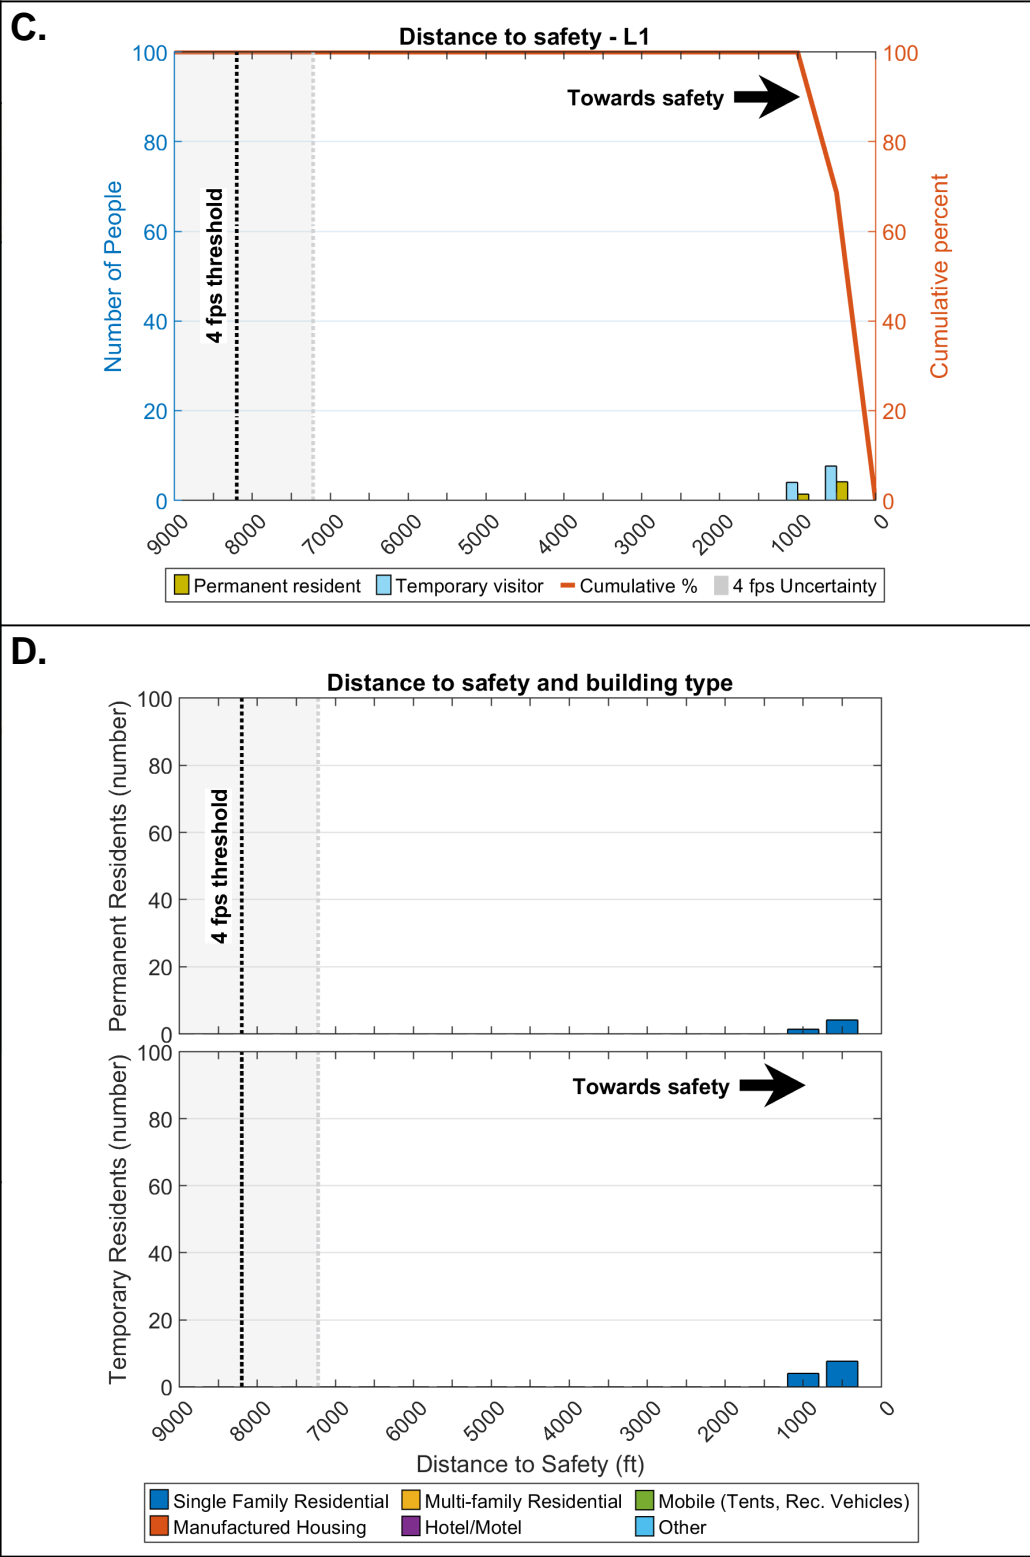 C.
Distance to safety - L1
100
80
60
40
20
0
Number of People
4 fps threshold
Towards safety
100
80
60
40
20
0
Cumulative percent
9000 8000 7000 6000 5000 4000 3000 2000 1000 0
Permanent resident Temporary visitor Cumulative % 4 fps Uncertainty
D.
Distance to safety and building type
100
80
60
40
20
0
Permanent Residents (number)
4 fps threshold
100
80
60
40
20
0
Temporary Residents (number)
Towards safety
9000 8000 7000 6000 5000 4000 3000 2000 1000 0
Distance to Safety (ft)
Single Family Residential Multi-family Residential Mobile (Tents, Rec. Vehicles)
Manufactured Housing Hotel/Motel Other